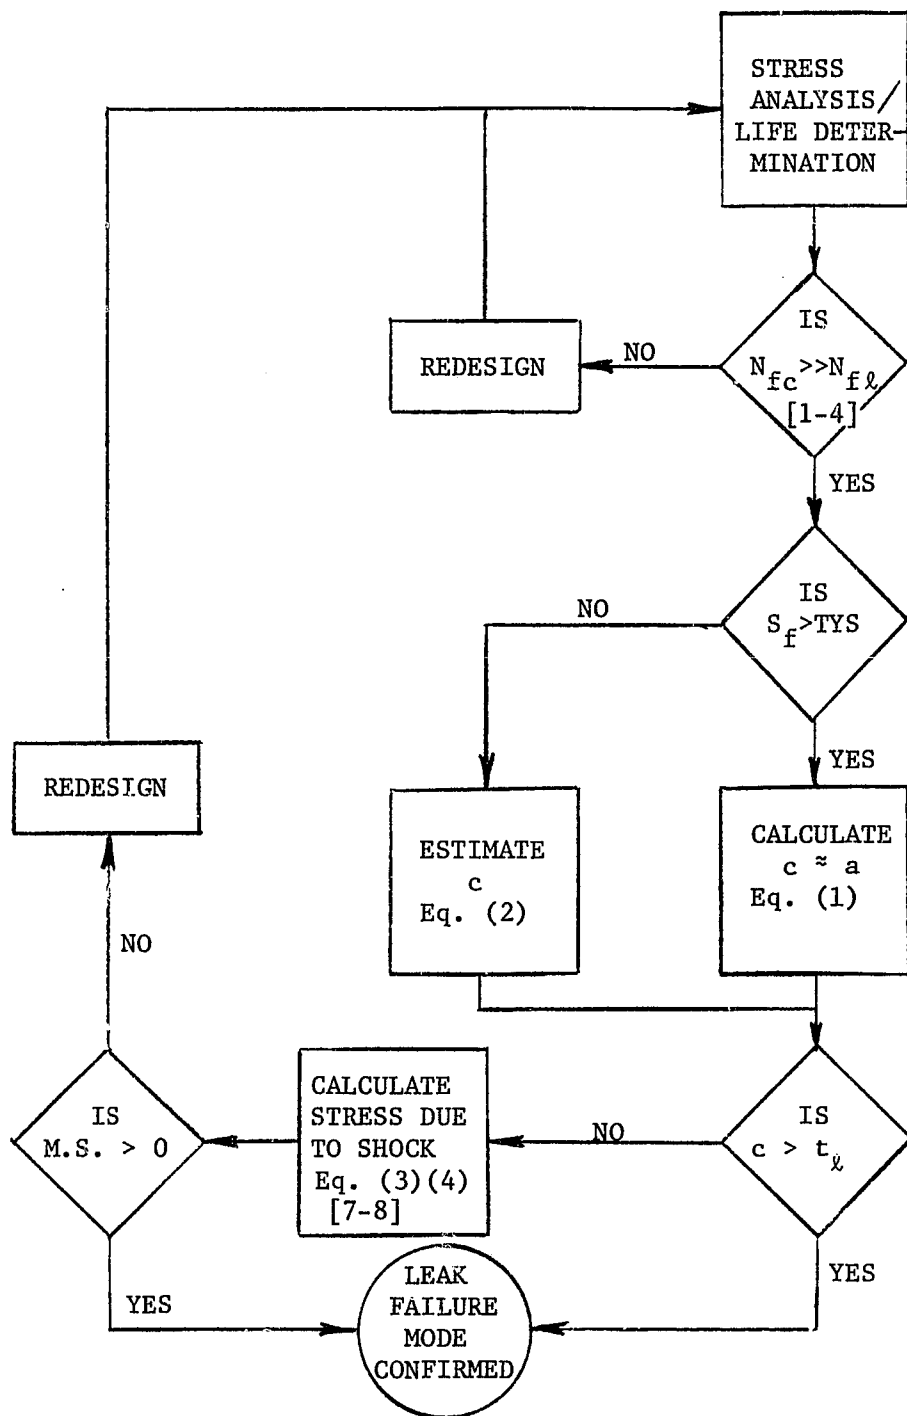 STRESS
ANALYSIS/
LIFE DETER-
MINATION
IS
N_fc >> N_fℓ
[1-4]
NO
REDESIGN
YES
IS
S_f>TYS
NO
YES
REDESIGN
ESTIMATE
c
Eq. (2)
CALCULATE
c ≈ a
Eq. (1)
NO
IS
M.S. > 0
CALCULATE
STRESS DUE
TO SHOCK
Eq. (3)(4)
[7-8]
NO
IS
c > t_ℓ
YES
LEAK
FAILURE
MODE
CONFIRMED
YES